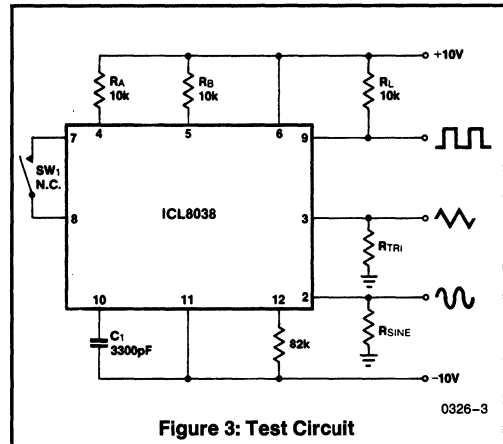 +10V
RA
10k
RB
10k
RL
10k
4
5
6
7
9
SW1
N.C.
8
ICL8038
3
RTRI
2
10
11
12
RSINE
C1
3300pF
82k
-10V
0326-3
Figure 3: Test Circuit